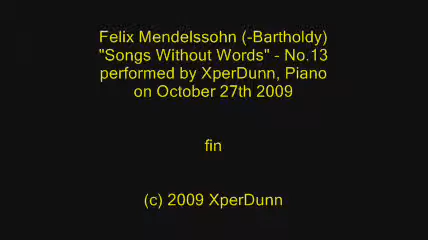 Felix Mendelssohn (-Bartholdy)
"Songs Without Words" - No.13
performed by XperDunn, Piano
on October 27th 2009
fin
(c) 2009 XperDunn